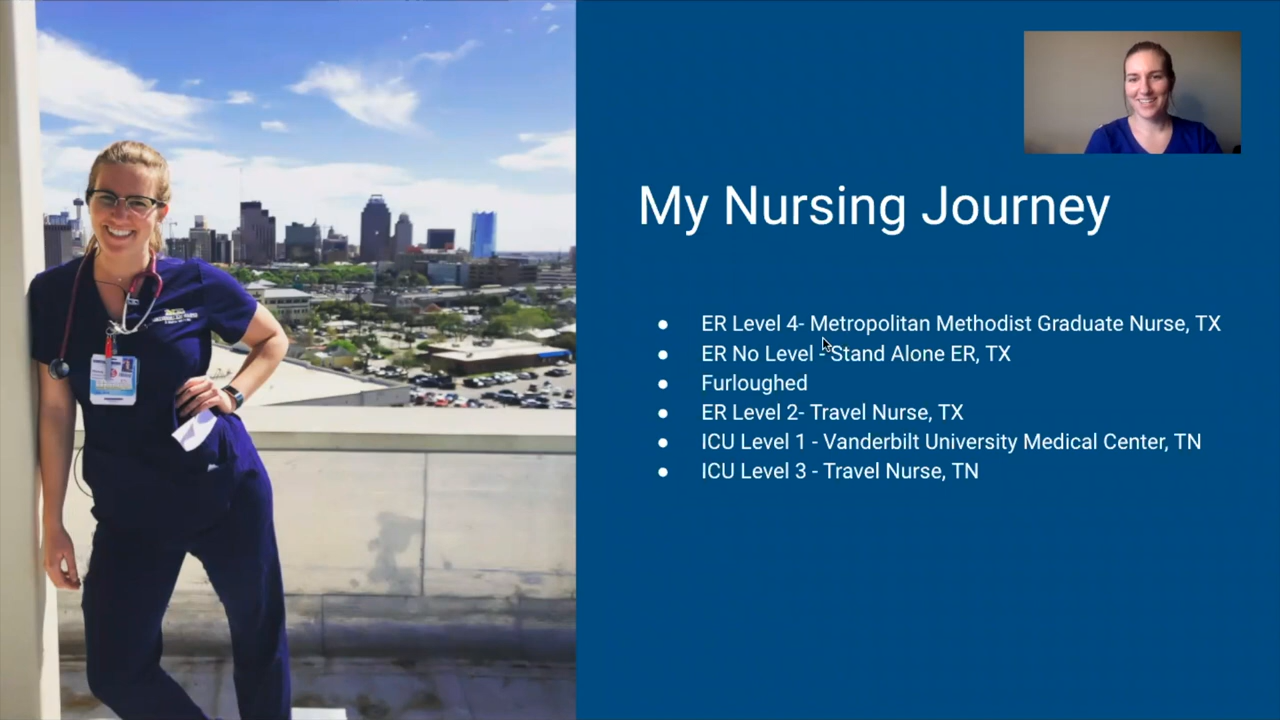 My Nursing Journey
● ER Level 4- Metropolitan Methodist Graduate Nurse, TX
● ER No Level - Stand Alone ER, TX
● Furloughed
● ER Level 2- Travel Nurse, TX
● ICU Level 1 - Vanderbilt University Medical Center, TN
● ICU Level 3 - Travel Nurse, TN